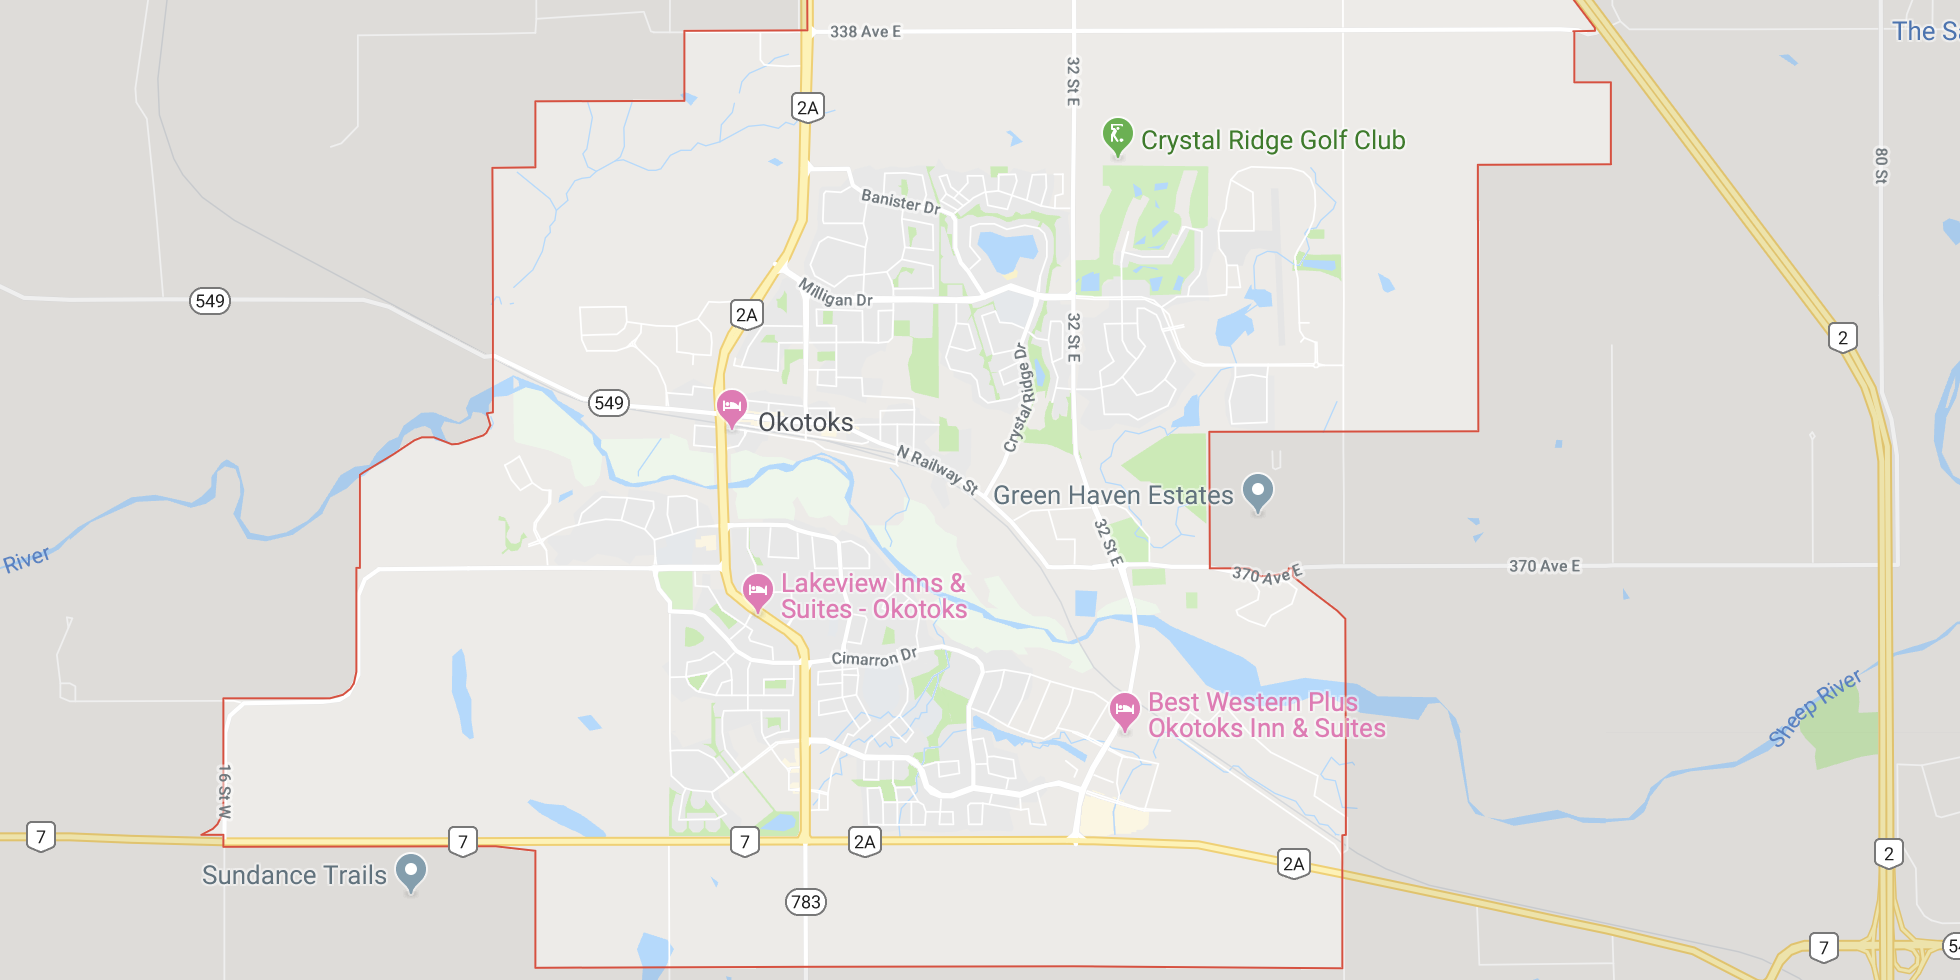 The Sa
338 Ave E
32 St E
2A
Crystal Ridge Golf Club
80 St
Banister Dr
549
Milligan Dr
2A
32 St E
2
Crystal Ridge Dr
549
Okotoks
N Railway St
Green Haven Estates
32 St E
River
370 Ave E
370 Ave E
Lakeview Inns &
Suites - Okotoks
Cimarron Dr
Sheep River
Best Western Plus
Okotoks Inn & Suites
16 St W
7
7
7
2A
2A
2
Sundance Trails
783
7
54